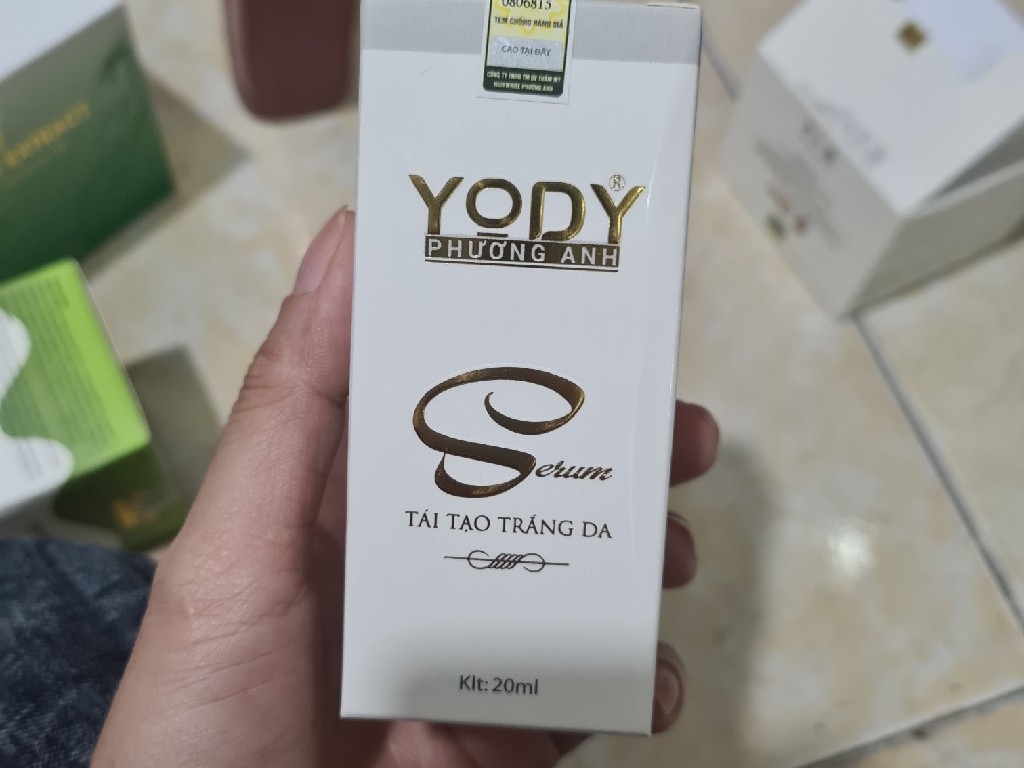 0806815
TEM CHỐNG HÀNG GIẢ
CÀO TẠI ĐÂY
YODY®
PHƯƠNG ANH
Serum
TÁI TẠO TRẮNG DA
Klt: 20ml